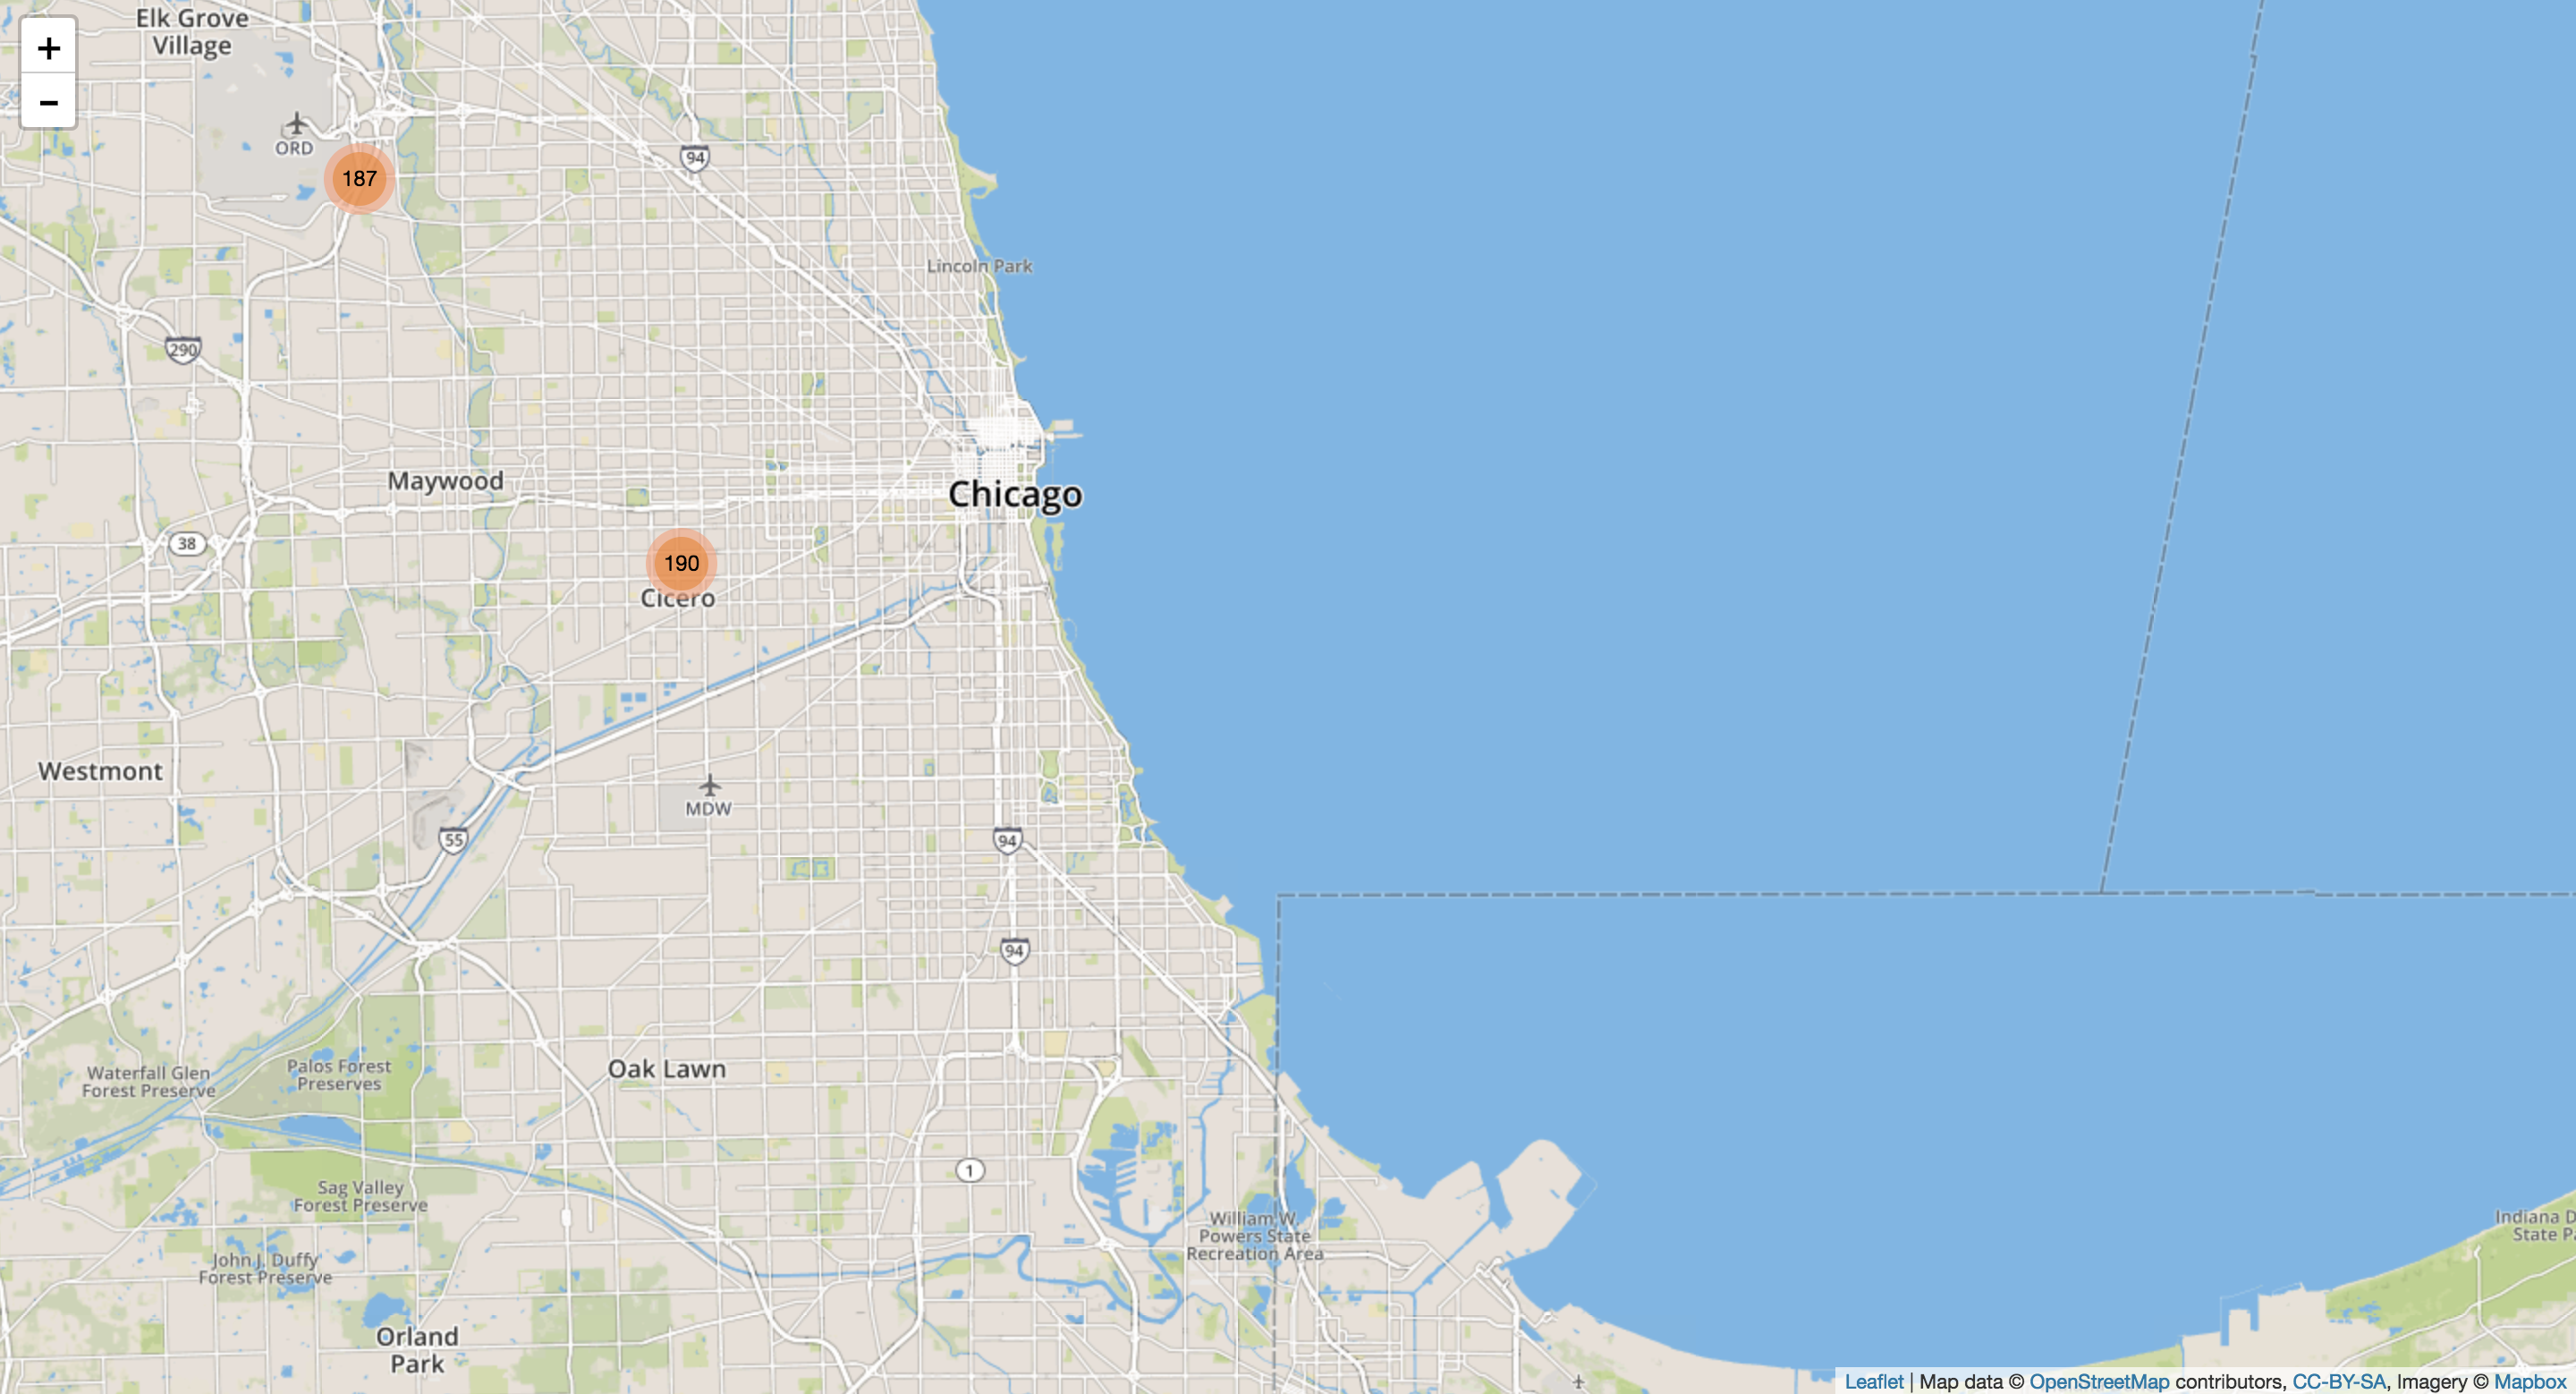 Elk Grove
Village
+
−
ORD
187
94
Lincoln Park
290
Maywood
Chicago
38
190
Cicero
Westmont
MDW
55
94
94
Oak Lawn
Waterfall Glen
Forest Preserve
Palos Forest
Preserves
1
Sag Valley
Forest Preserve
William W.
Powers State
Recreation Area
Indiana D
State P
John J. Duffy
Forest Preserve
Orland
Park
Leaflet | Map data © OpenStreetMap contributors, CC-BY-SA, Imagery © Mapbox